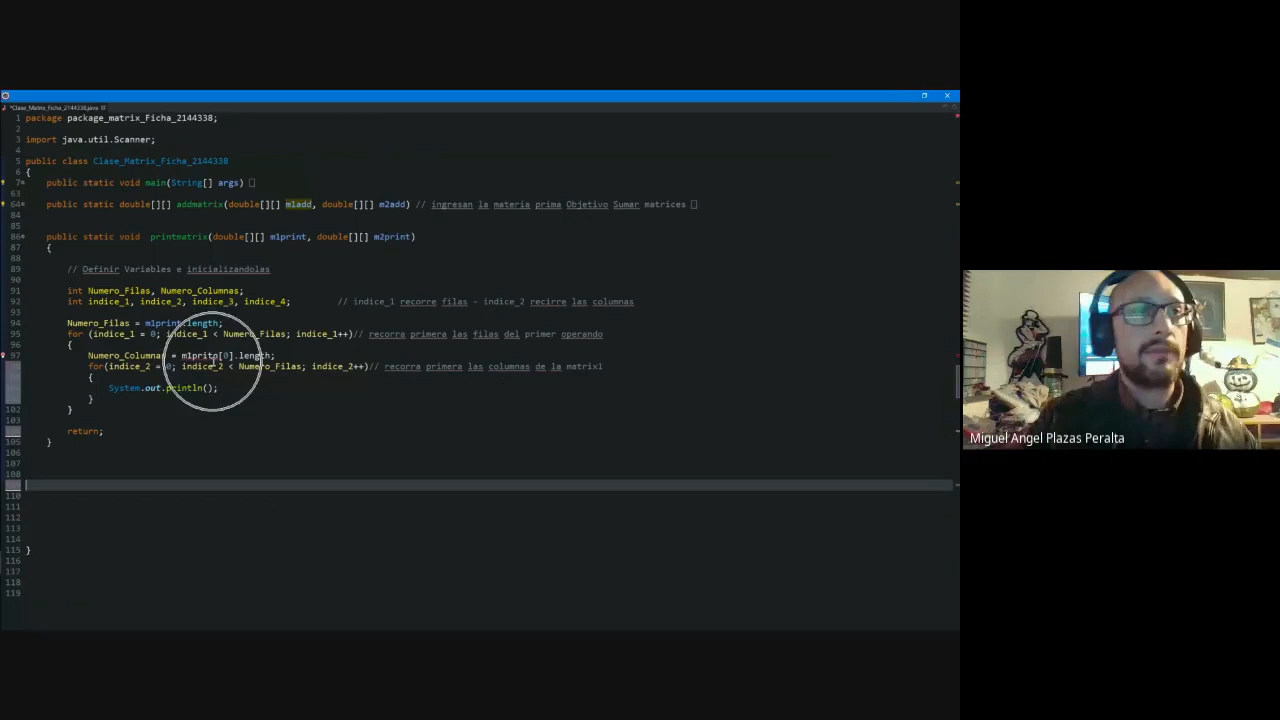 *Clase_Matrix_Ficha_2144338.java
1 package package_matrix_Ficha_2144338;
2
3 import java.util.Scanner;
4
5 public class Clase_Matrix_Ficha_2144338
6 {
7 public static void main(String[] args)
63
64 public static double[][] addmatrix(double[][] m1add, double[][] m2add) // ingresan la materia prima Objetivo Sumar matrices
84
85
86 public static void printmatrix(double[][] m1print, double[][] m2print)
87 {
88
89 // Definir Variables e inicializandolas
90
91 int Numero_Filas, Numero_Columnas;
92 int indice_1, indice_2, indice_3, indice_4; // indice_1 recorre filas - indice_2 recirre las columnas
93
94 Numero_Filas = m1print.length;
95 for (indice_1 = 0; indice_1 < Numero_Filas; indice_1++)// recorra primera las filas del primer operando
96 {
97 Numero_Columnas = m1pritn[0].length;
for(indice_2 = 0; indice_2 < Numero_Filas; indice_2++)// recorra primera las columnas de la matrix1
{
System.out.println();
}
102 }
103
return;
105 }
106
107
108
110
111
112
113
114
115 }
116
117
118
119
Miguel Angel Plazas Peralta